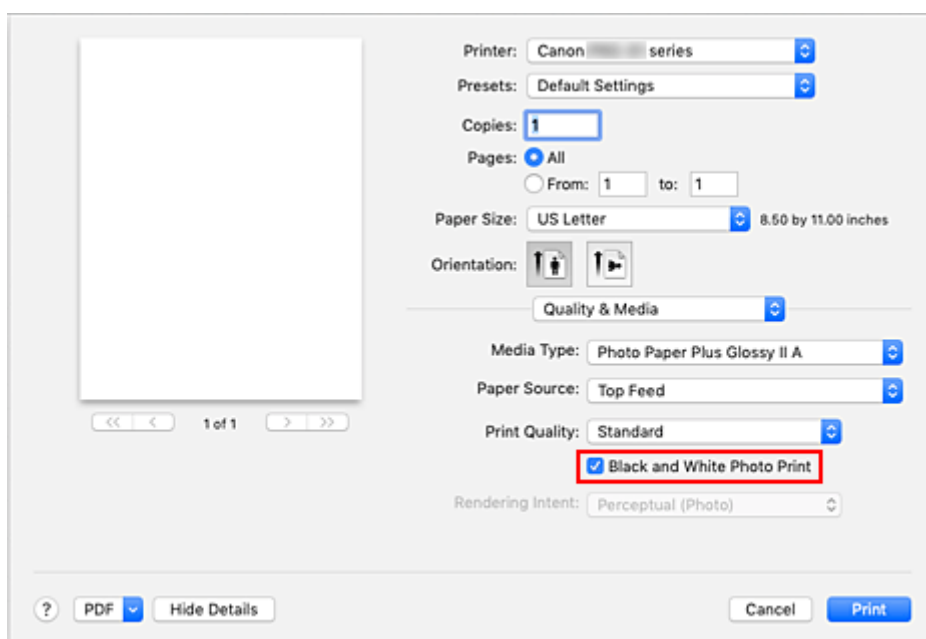 Printer: Canon series
Presets: Default Settings
Copies: 1
Pages: All
From: 1 to: 1
Paper Size: US Letter 8.50 by 11.00 inches
Orientation:
Quality & Media
Media Type: Photo Paper Plus Glossy II A
Paper Source: Top Feed
<< < 1 of 1 > >>
Print Quality: Standard
Black and White Photo Print
Rendering Intent: Perceptual (Photo)
? PDF Hide Details Cancel Print